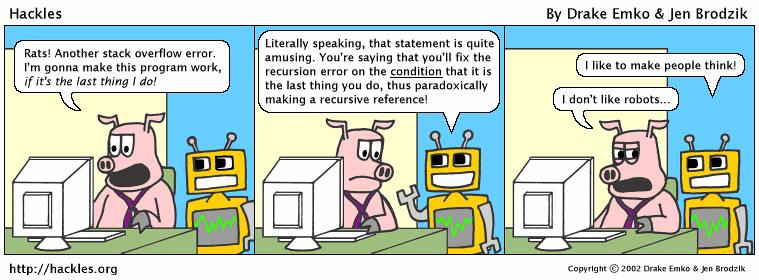 Hackles
By Drake Emko & Jen Brodzik
Rats! Another stack overflow error.
I'm gonna make this program work,
if it's the last thing I do!
Literally speaking, that statement is quite
amusing. You're saying that you'll fix the
recursion error on the condition that it is
the last thing you do, thus paradoxically
making a recursive reference!
I like to make people think!
I don't like robots...
http://hackles.org
Copyright © 2002 Drake Emko & Jen Brodzik